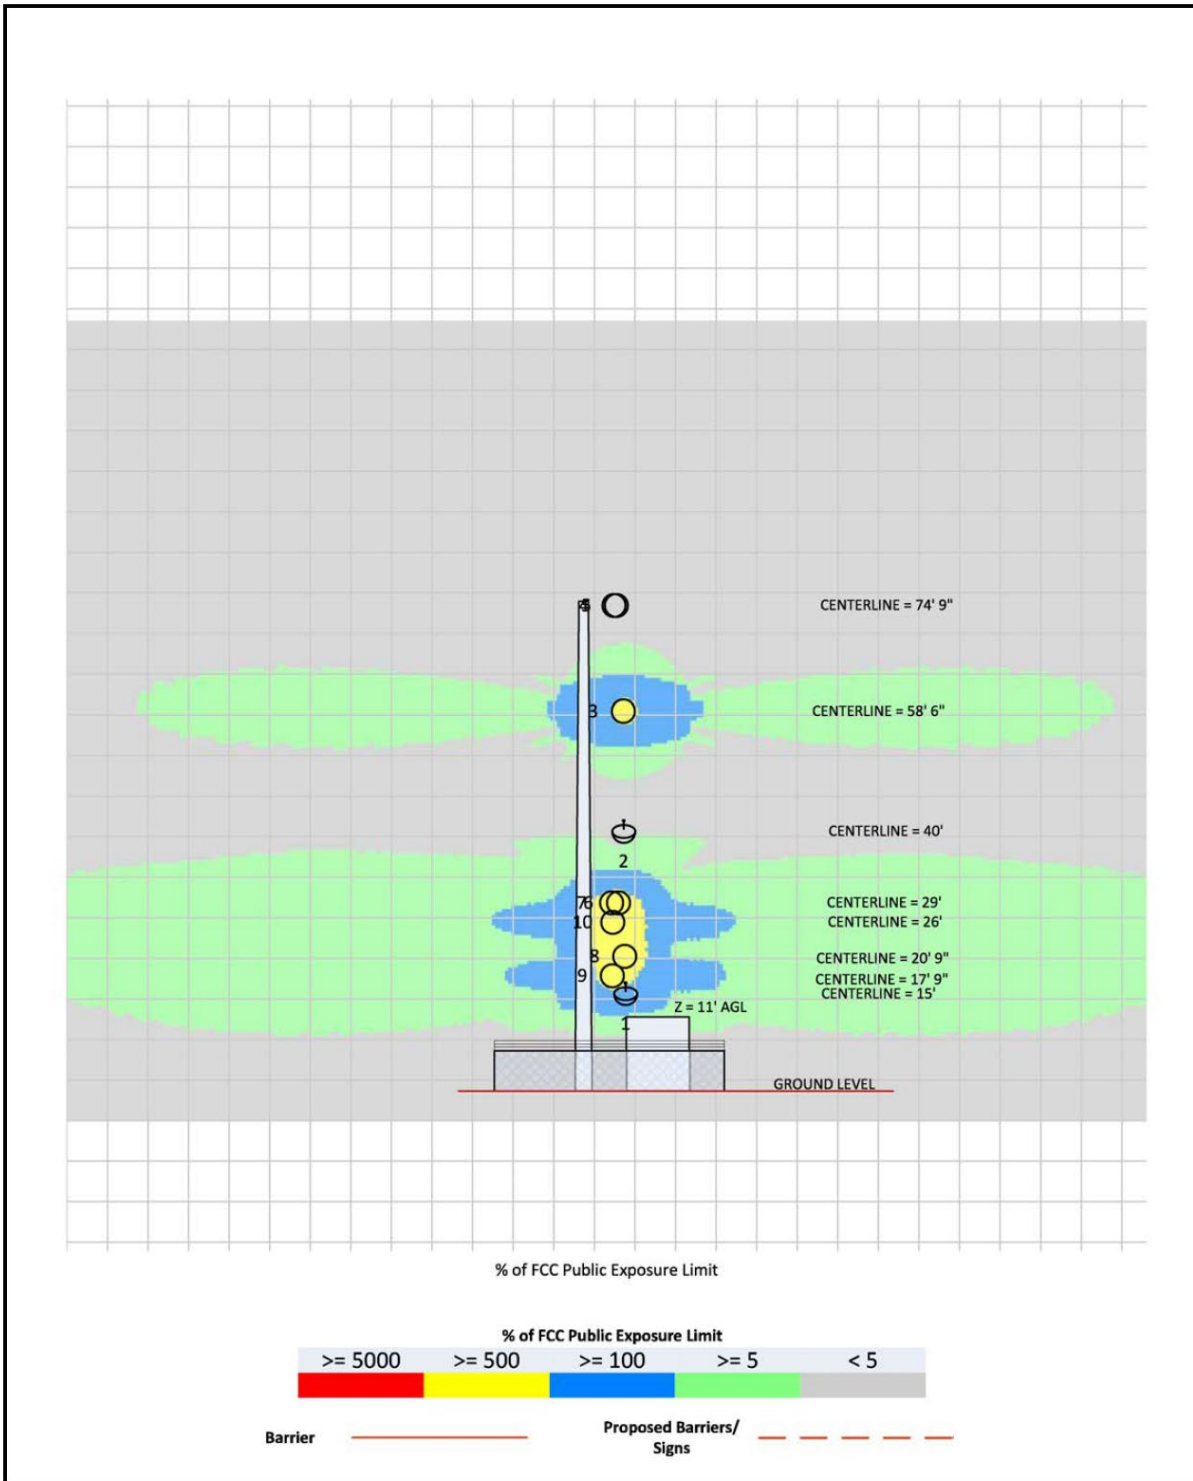 CENTERLINE = 74' 9"
3
CENTERLINE = 58' 6"
CENTERLINE = 40'
2
76
CENTERLINE = 29'
10
CENTERLINE = 26'
8
CENTERLINE = 20' 9"
9
CENTERLINE = 17' 9"
CENTERLINE = 15'
Z = 11' AGL
1
GROUND LEVEL
% of FCC Public Exposure Limit
% of FCC Public Exposure Limit
>= 5000 >= 500 >= 100 >= 5 < 5
Barrier
Proposed Barriers/
Signs